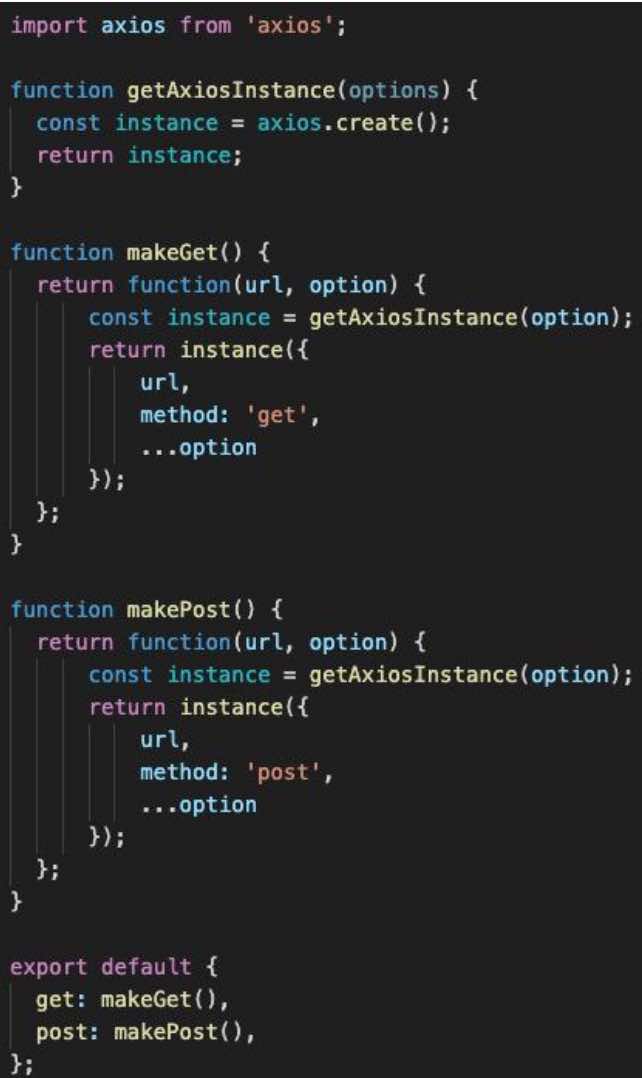 import axios from 'axios';
function getAxiosInstance(options) {
const instance = axios.create();
return instance;
}
function makeGet() {
return function(url, option) {
const instance = getAxiosInstance(option);
return instance({
url,
method: 'get',
...option
});
};
}
function makePost() {
return function(url, option) {
const instance = getAxiosInstance(option);
return instance({
url,
method: 'post',
...option
});
};
}
export default {
get: makeGet(),
post: makePost(),
};